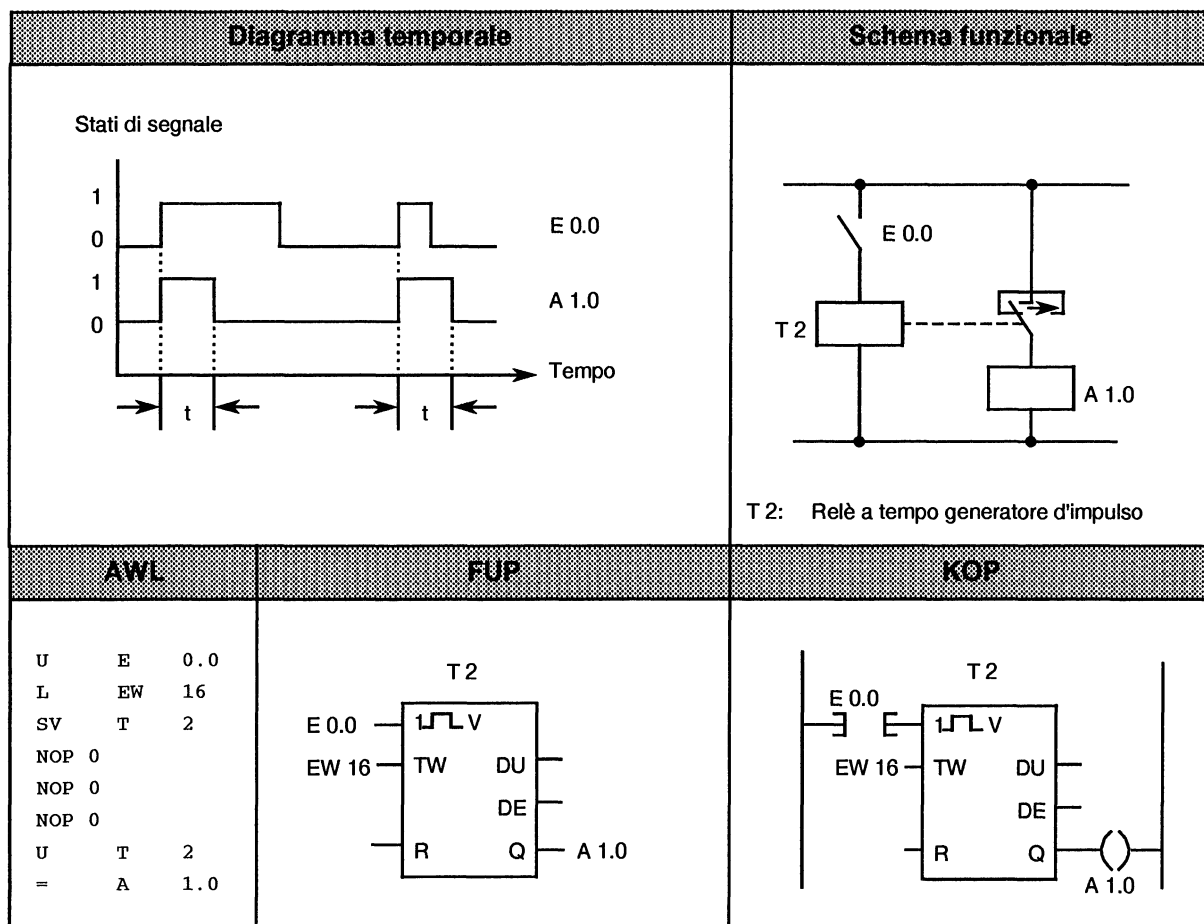 Diagramma temporale
Schema funzionale
Stati di segnale
1
0
E 0.0
1
0
A 1.0
Tempo
t
t
E 0.0
T 2
A 1.0
T 2: Relè a tempo generatore d'impulso
AWL
FUP
KOP
U E 0.0
L EW 16
SV T 2
NOP 0
NOP 0
NOP 0
U T 2
= A 1.0
T 2
E 0.0
1 V
EW 16
TW DU
DE
R Q
A 1.0
T 2
E 0.0
1 V
EW 16
TW DU
DE
R Q
A 1.0